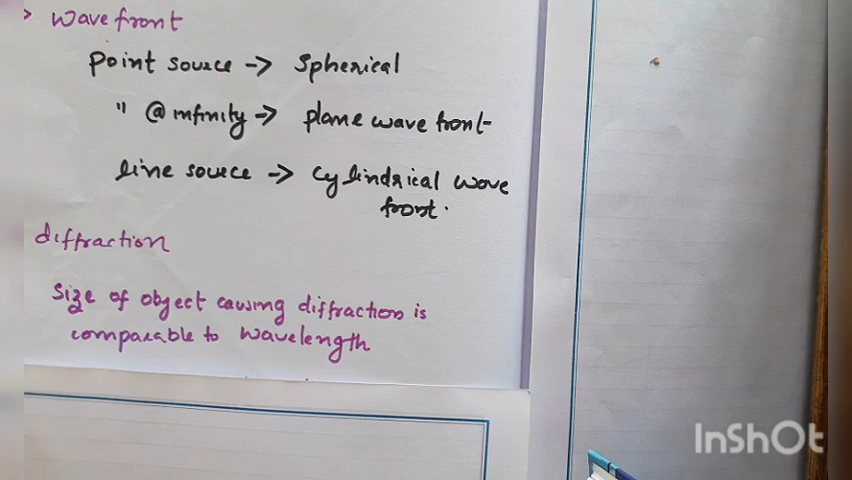 > Wave front
Point source -> Spherical
" @ infinity -> plane wave front
line source -> Cylindrical wave
front.
diffraction
Size of object causing diffraction is
comparable to wavelength
InShOt